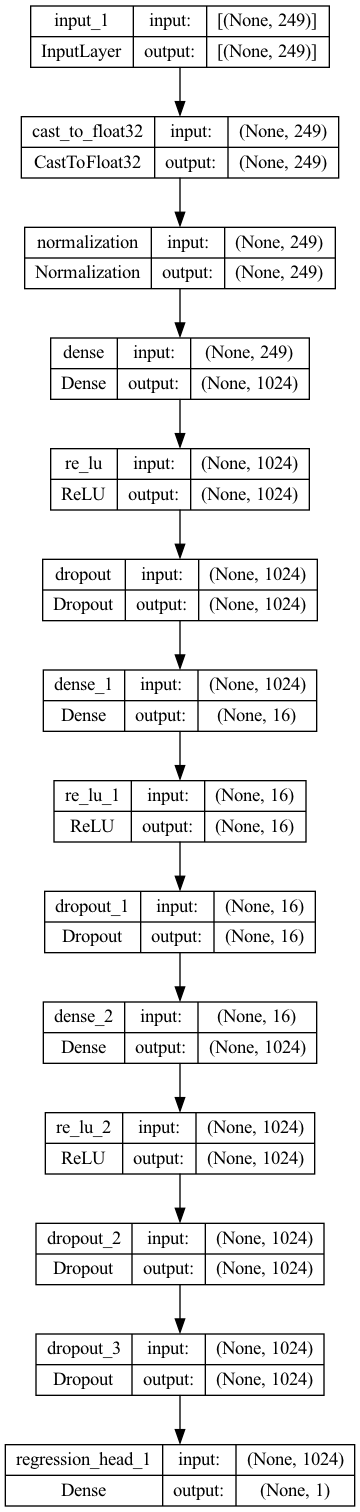 input_1 input: [(None, 249)]
InputLayer output: [(None, 249)]
cast_to_float32 input: (None, 249)
CastToFloat32 output: (None, 249)
normalization input: (None, 249)
Normalization output: (None, 249)
dense input: (None, 249)
Dense output: (None, 1024)
re_lu input: (None, 1024)
ReLU output: (None, 1024)
dropout input: (None, 1024)
Dropout output: (None, 1024)
dense_1 input: (None, 1024)
Dense output: (None, 16)
re_lu_1 input: (None, 16)
ReLU output: (None, 16)
dropout_1 input: (None, 16)
Dropout output: (None, 16)
dense_2 input: (None, 16)
Dense output: (None, 1024)
re_lu_2 input: (None, 1024)
ReLU output: (None, 1024)
dropout_2 input: (None, 1024)
Dropout output: (None, 1024)
dropout_3 input: (None, 1024)
Dropout output: (None, 1024)
regression_head_1 input: (None, 1024)
Dense output: (None, 1)